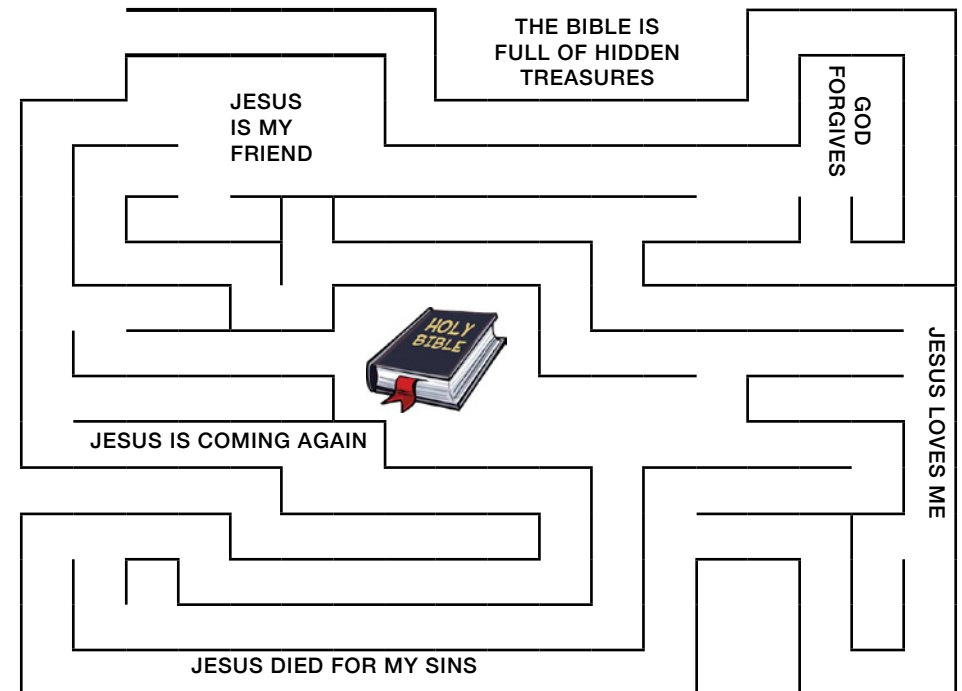 THE BIBLE IS
FULL OF HIDDEN
TREASURES
JESUS
IS MY
FRIEND
GOD
FORGIVES
HOLY
BIBLE
JESUS LOVES ME
JESUS IS COMING AGAIN
JESUS DIED FOR MY SINS